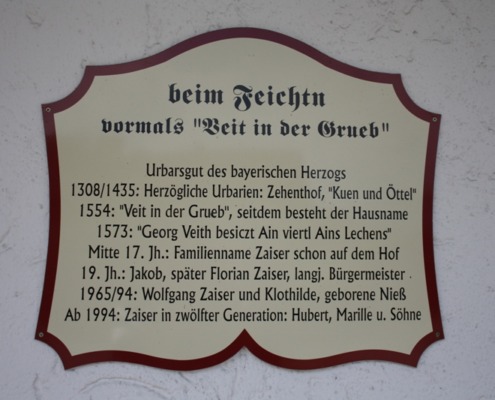 beim Feichtn
vormals "Veit in der Grueb"
Urbarsgut des bayerischen Herzogs
1308/1435: Herzögliche Urbarien: Zehenthof, "Kuen und Öttel"
1554: "Veit in der Grueb", seitdem besteht der Hausname
1573: "Georg Veith besiczt Ain viertl Ains Lechens"
Mitte 17. Jh.: Familienname Zaiser schon auf dem Hof
19. Jh.: Jakob, später Florian Zaiser, langj. Bürgermeister
1965/94: Wolfgang Zaiser und Klothilde, geborene Nieß
Ab 1994: Zaiser in zwölfter Generation: Hubert, Marille u. Söhne